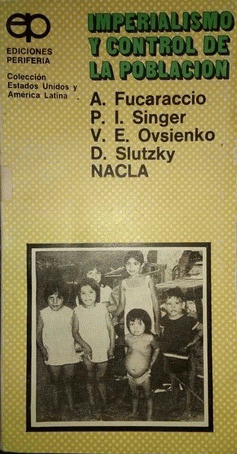 ep
EDICIONES
PERIFERIA
Colección
Estados Unidos y
América Latina
IMPERIALISMO
Y CONTROL DE
LA POBLACION
A. Fucaraccio
P. I. Singer
V. E. Ovsienko
D. Slutzky
NACLA